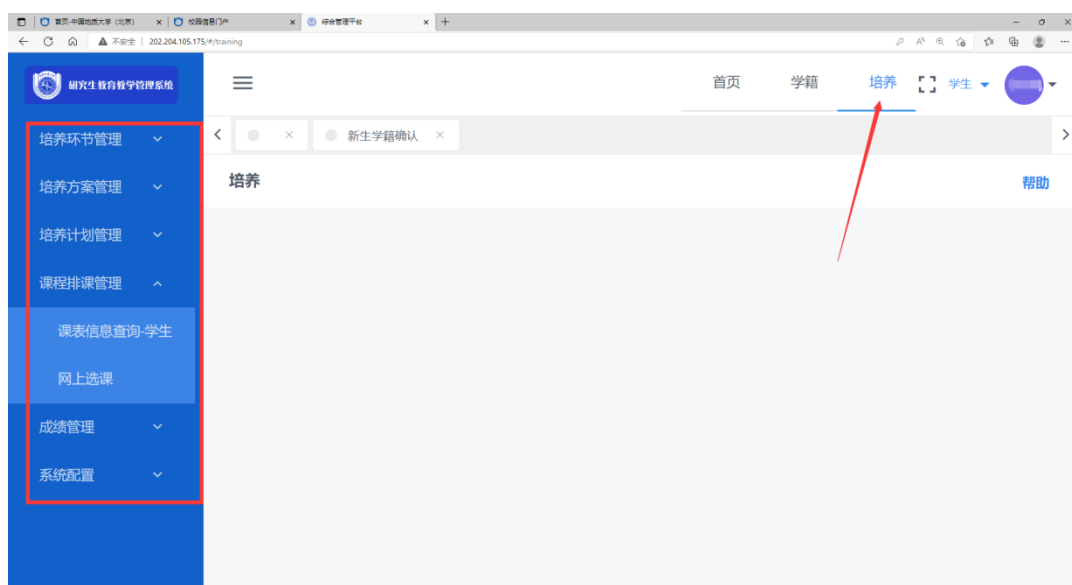 首页-中国地质大学（北京）
校园信息门户
综合管理平台
不安全
202.204.105.175/#/training
研究生教育教学管理系统
首页
学籍
培养
学生
新生学籍确认
培养
帮助
培养环节管理
培养方案管理
培养计划管理
课程排课管理
课表信息查询-学生
网上选课
成绩管理
系统配置